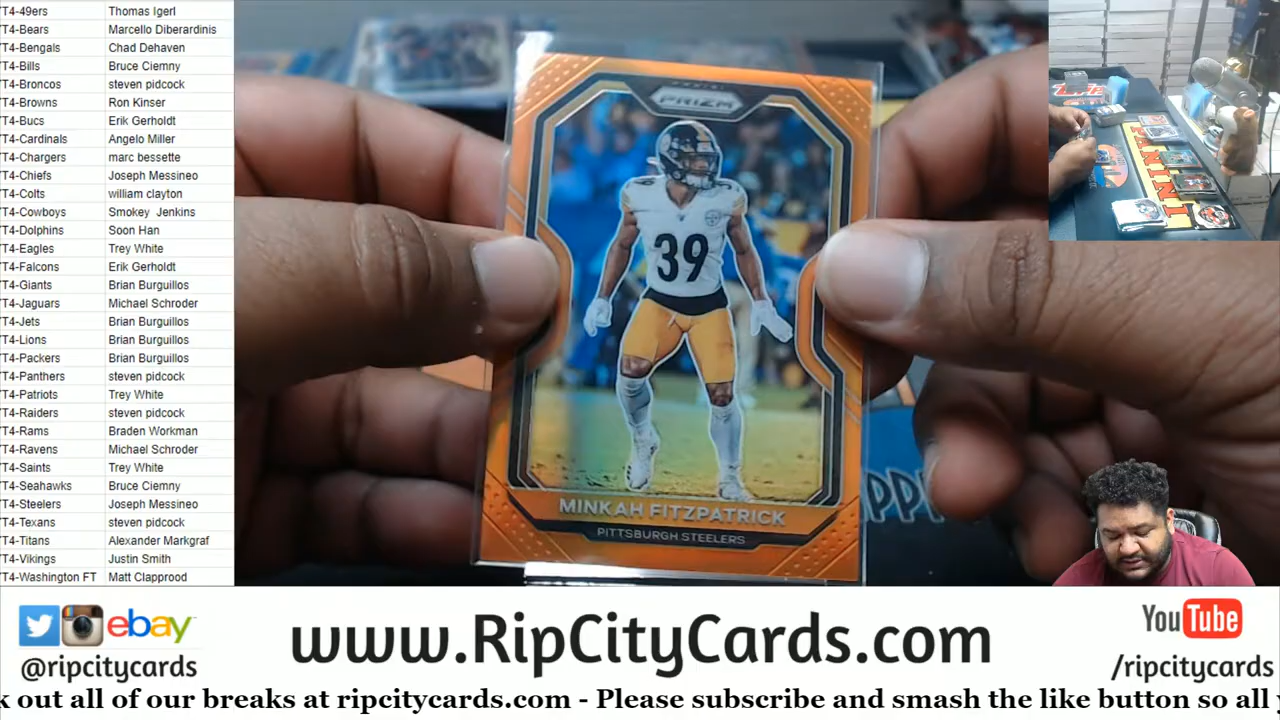 T4-49ers Thomas Igerl
T4-Bears Marcello Diberardinis
T4-Bengals Chad Dehaven
T4-Bills Bruce Ciemny
T4-Broncos steven pidcock
T4-Browns Ron Kinser
T4-Bucs Erik Gerholdt
T4-Cardinals Angelo Miller
T4-Chargers marc bessette
T4-Chiefs Joseph Messineo
T4-Colts william clayton
T4-Cowboys Smokey Jenkins
T4-Dolphins Soon Han
T4-Eagles Trey White
T4-Falcons Erik Gerholdt
T4-Giants Brian Burguillos
T4-Jaguars Michael Schroder
T4-Jets Brian Burguillos
T4-Lions Brian Burguillos
T4-Packers Brian Burguillos
T4-Panthers steven pidcock
T4-Patriots Trey White
T4-Raiders steven pidcock
T4-Rams Braden Workman
T4-Ravens Michael Schroder
T4-Saints Trey White
T4-Seahawks Bruce Ciemny
T4-Steelers Joseph Messineo
T4-Texans steven pidcock
T4-Titans Alexander Markgraf
T4-Vikings Justin Smith
T4-Washington FT Matt Clapprood
PANINI
PRIZM
39
39
MINKAH FITZPATRICK
PITTSBURGH STEELERS
PANINI
ebay
@ripcitycards
www.RipCityCards.com
YouTube
/ripcitycards
k out all of our breaks at ripcitycards.com - Please subscribe and smash the like button so all